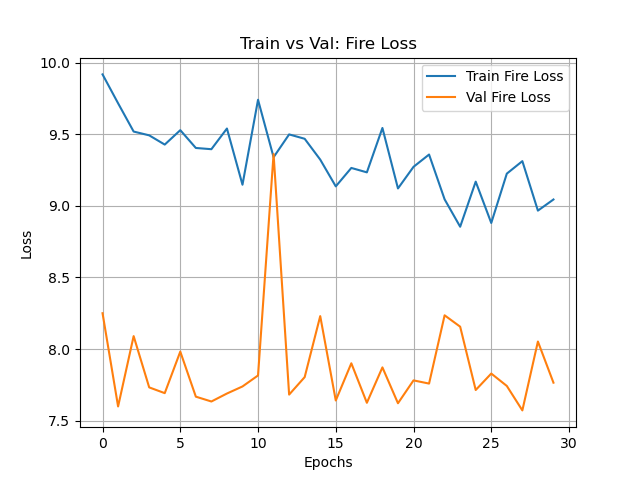 Train vs Val: Fire Loss
Train Fire Loss
Val Fire Loss
10.0
9.5
9.0
8.5
8.0
7.5
Loss
0 5 10 15 20 25 30
Epochs